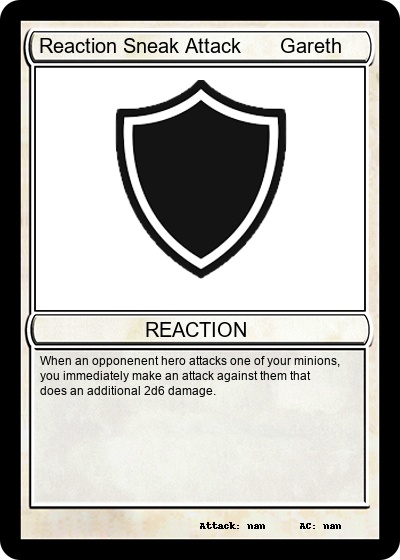 Reaction Sneak Attack Gareth
REACTION
When an opponenent hero attacks one of your minions,
you immediately make an attack against them that
does an additional 2d6 damage.
Attack: nan AC: nan